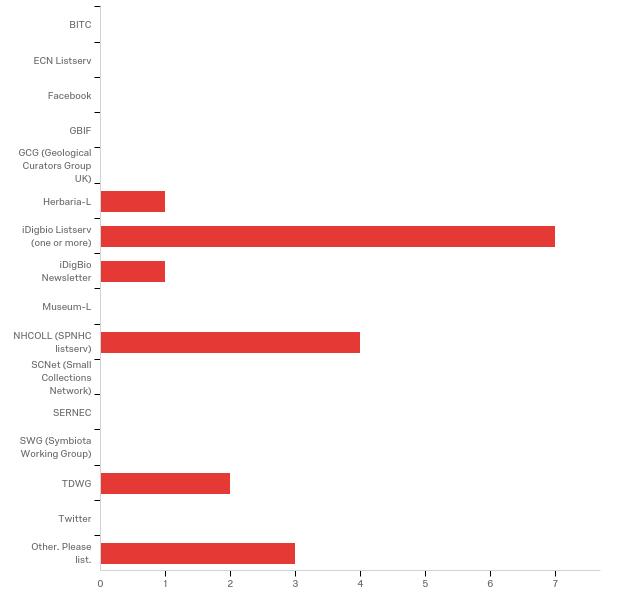 BITC
ECN Listserv
Facebook
GBIF
GCG (Geological
Curators Group
UK)
Herbaria-L
iDigbio Listserv
(one or more)
iDigBio
Newsletter
Museum-L
NHCOLL (SPNHC
listserv)
SCNet (Small
Collections
Network)
SERNEC
SWG (Symbiota
Working Group)
TDWG
Twitter
Other. Please
list.
0 1 2 3 4 5 6 7